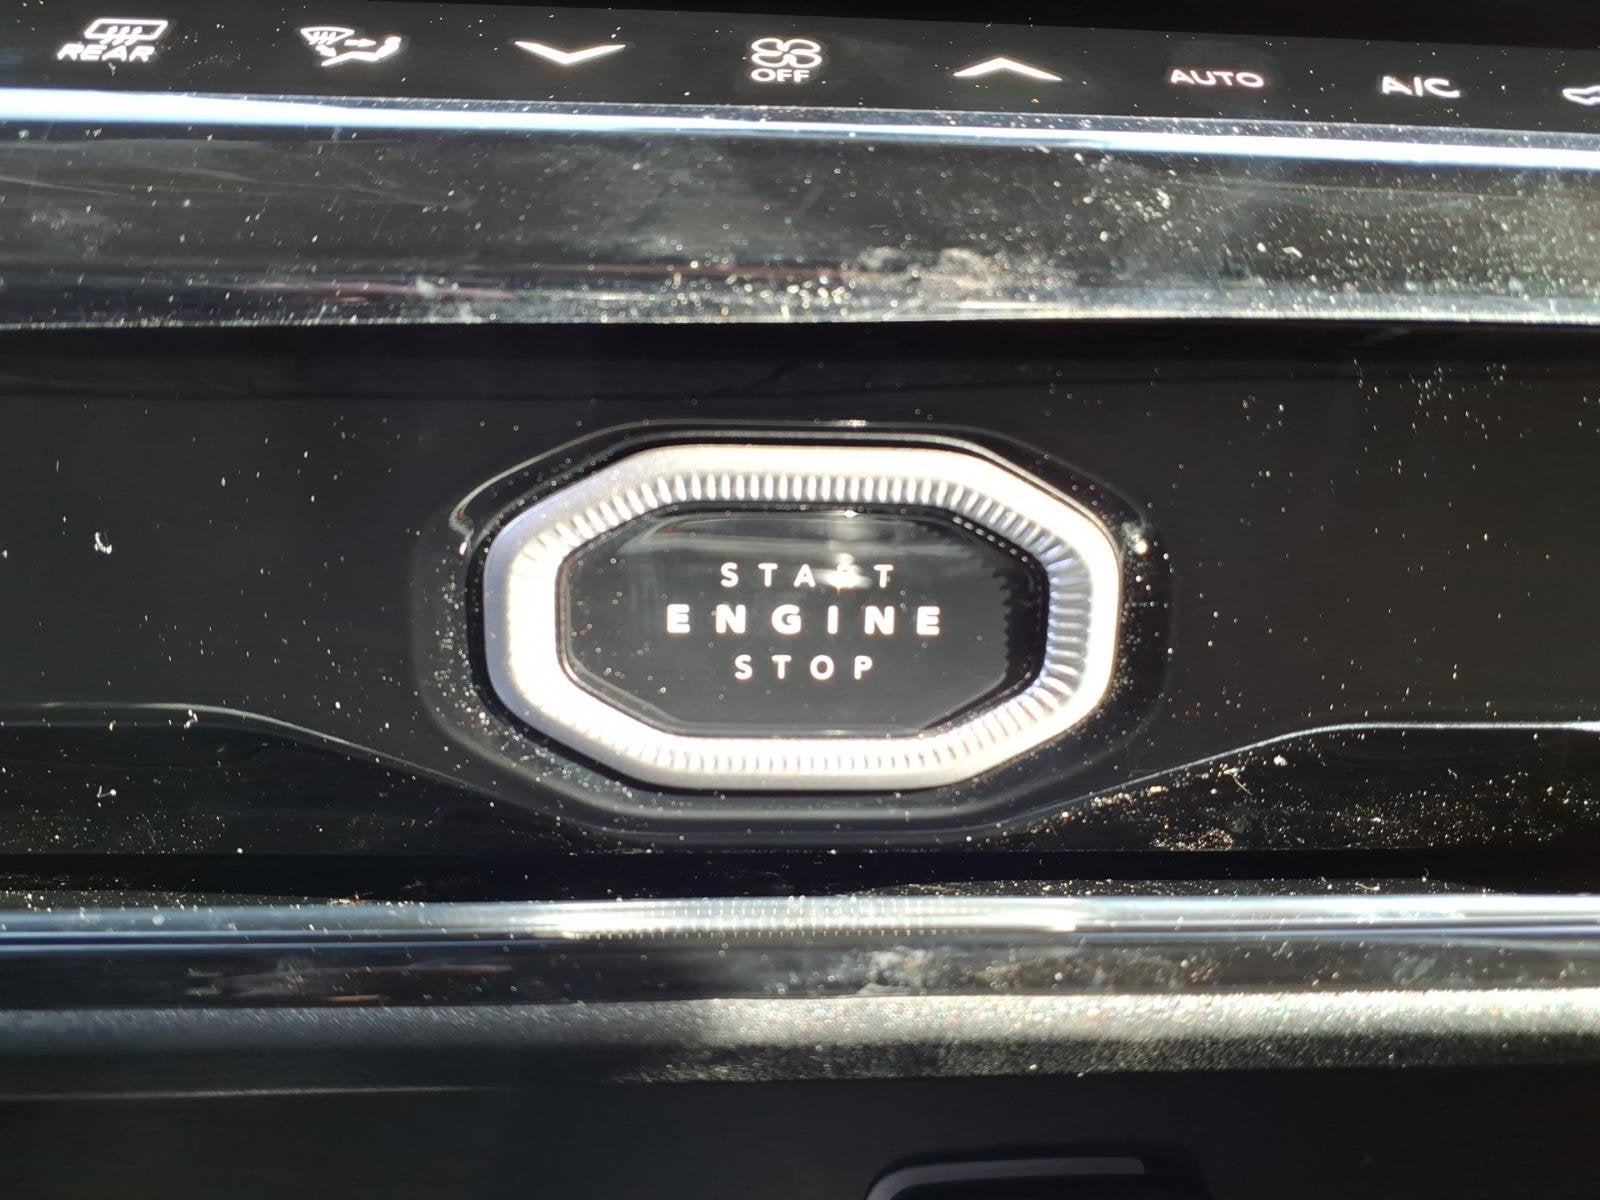 REAR
OFF
AUTO
A/C
START
ENGINE
STOP